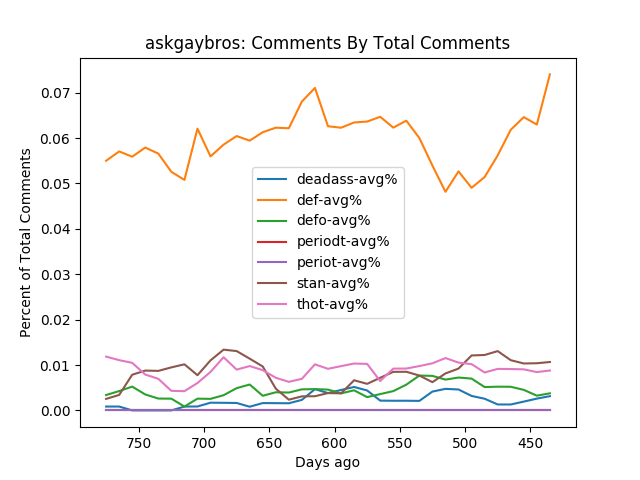 askgaybros: Comments By Total Comments
Percent of Total Comments
0.07
0.06
0.05
0.04
0.03
0.02
0.01
0.00
deadass-avg%
def-avg%
defo-avg%
periodt-avg%
periot-avg%
stan-avg%
thot-avg%
750 700 650 600 550 500 450
Days ago